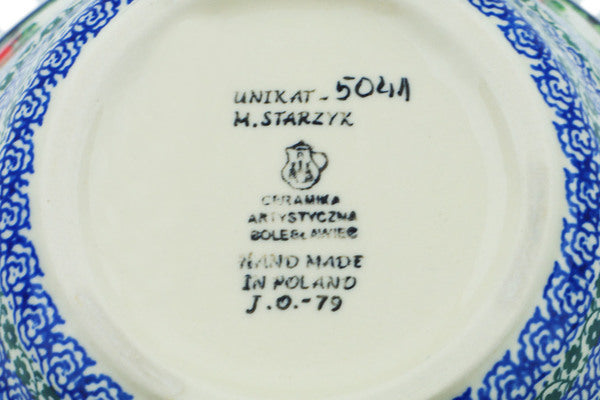 UNIKAT - 5041
M. STARZYK
CERAMIKA
ARTYSTYCZNA
BOLESŁAWIEC
HAND MADE
IN POLAND
J.O.-79